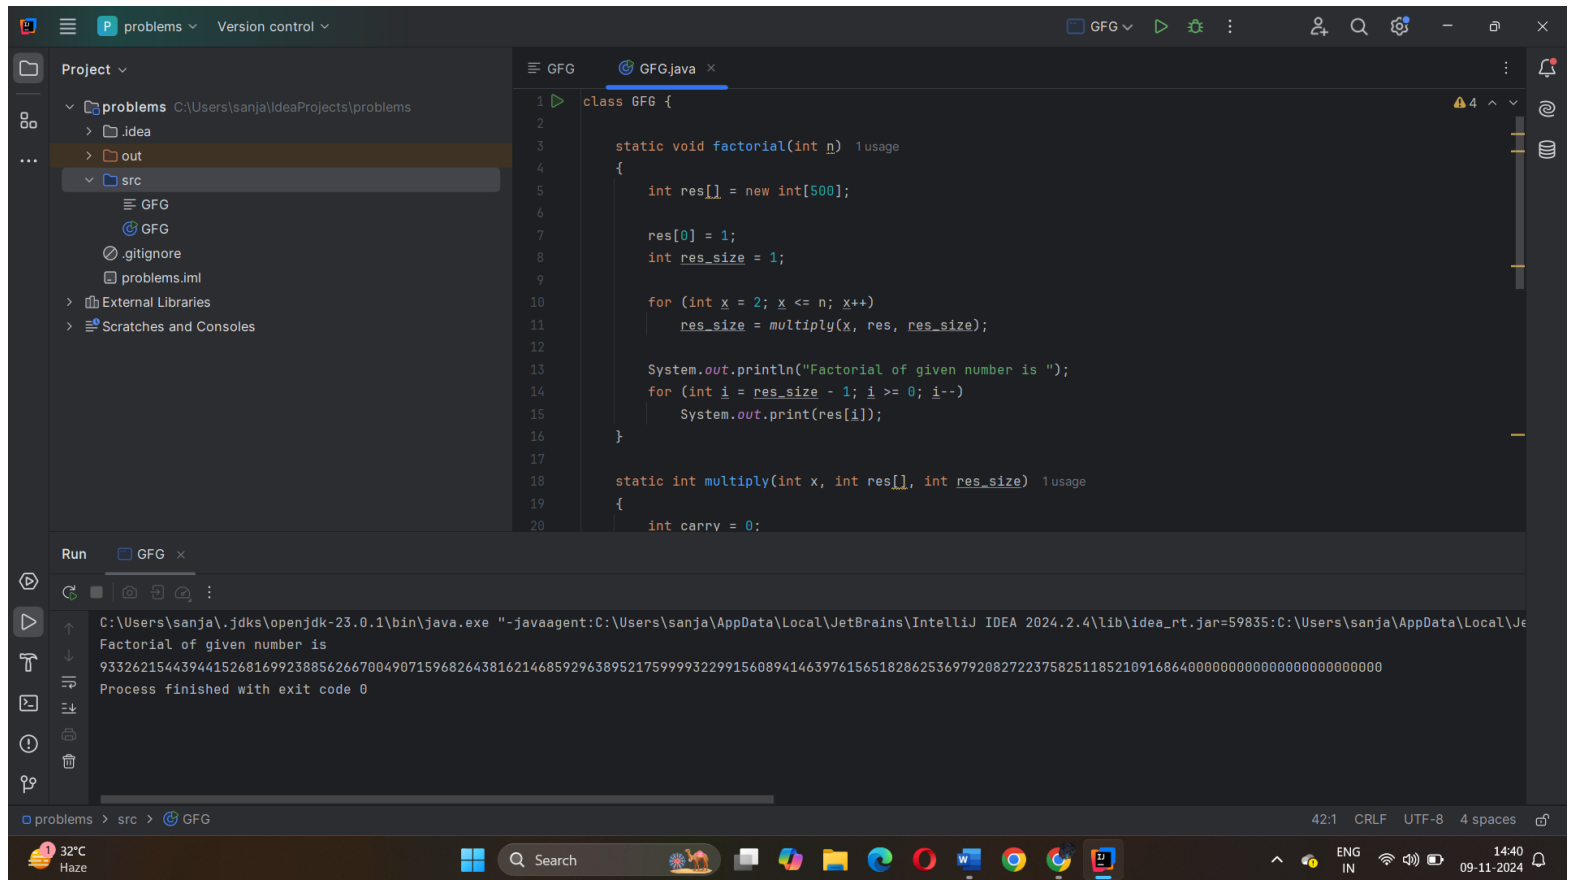 P problems Version control GFG
Project
GFG GFG.java
problems C:\Users\sanja\IdeaProjects\problems
.idea
out
src
GFG
GFG
.gitignore
problems.iml
External Libraries
Scratches and Consoles
4
1 class GFG {
2
3 static void factorial(int n) 1 usage
4 {
5 int res[] = new int[500];
6
7 res[0] = 1;
8 int res_size = 1;
9
10 for (int x = 2; x <= n; x++)
11 res_size = multiply(x, res, res_size);
12
13 System.out.println("Factorial of given number is ");
14 for (int i = res_size - 1; i >= 0; i--)
15 System.out.print(res[i]);
16 }
17
18 static int multiply(int x, int res[], int res_size) 1 usage
19 {
20 int carry = 0;
Run GFG
C:\Users\sanja\.jdks\openjdk-23.0.1\bin\java.exe "-javaagent:C:\Users\sanja\AppData\Local\JetBrains\IntelliJ IDEA 2024.2.4\lib\idea_rt.jar=59835:C:\Users\sanja\AppData\Local\Je
Factorial of given number is
93326215443944152681699238856266700490715968264381621468592963895217599993229915608941463976156518286253697920827223758251185210916864000000000000000000000000
Process finished with exit code 0
problems > src > GFG
42:1 CRLF UTF-8 4 spaces
1 32°C
Haze
Search
ENG
IN
14:40
09-11-2024